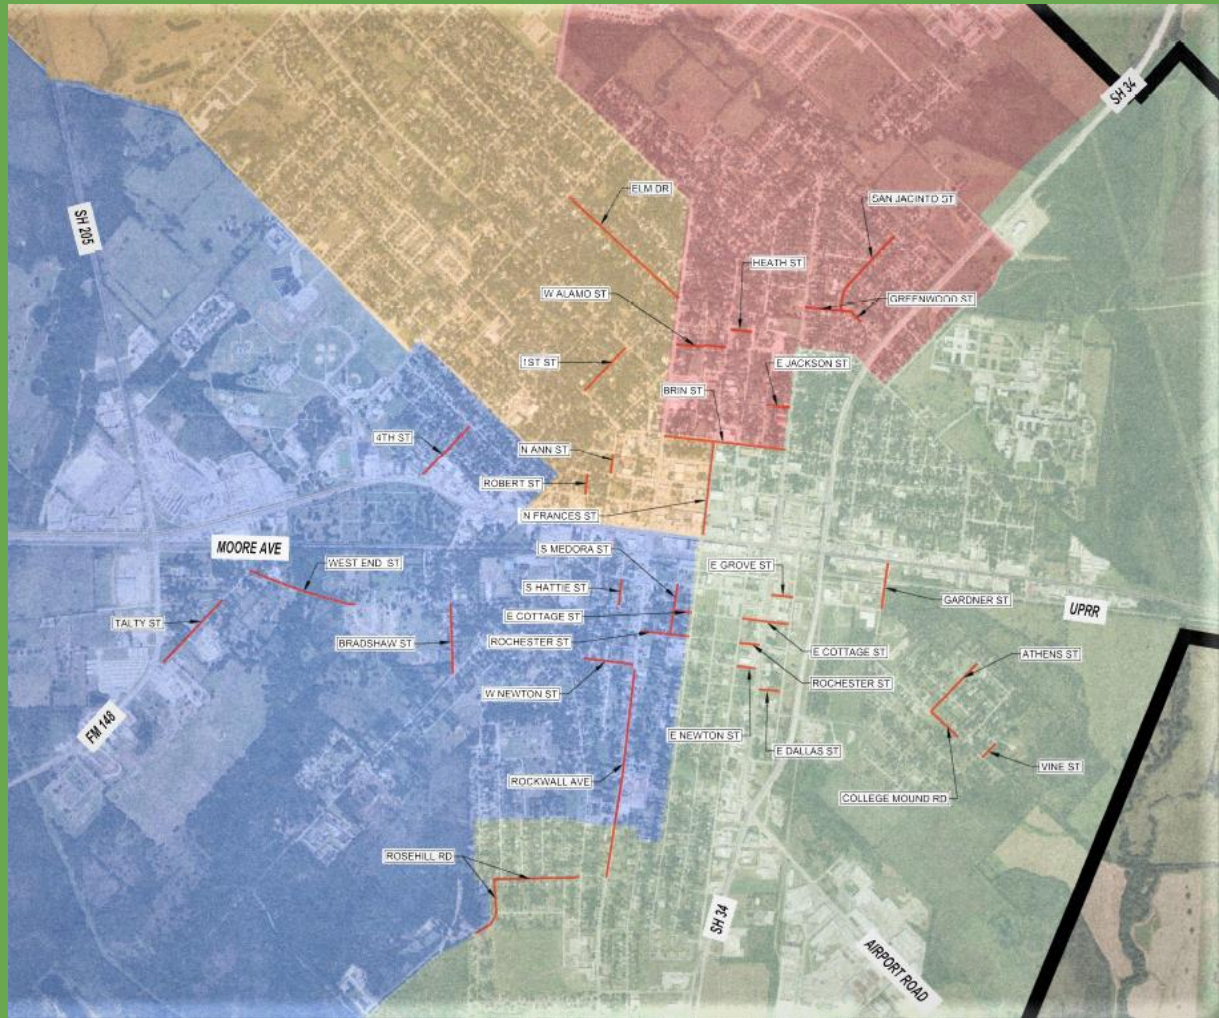 SH 34
ELM DR
SAN JACINTO ST
SH 205
HEATH ST
W ALAMO ST
GREENWOOD ST
1ST ST
E JACKSON ST
BRIN ST
4TH ST
N ANN ST
ROBERT ST
N FRANCES ST
MOORE AVE
S MEDORA ST
WEST END ST
E GROVE ST
S HATTIE ST
GARDNER ST
UPRR
E COTTAGE ST
TALTY ST
BRADSHAW ST
ROCHESTER ST
E COTTAGE ST
ATHENS ST
ROCHESTER ST
W NEWTON ST
FM 148
E NEWTON ST
E DALLAS ST
VINE ST
ROCKWALL AVE
COLLEGE MOUND RD
ROSEHILL RD
SH 34
AIRPORT ROAD